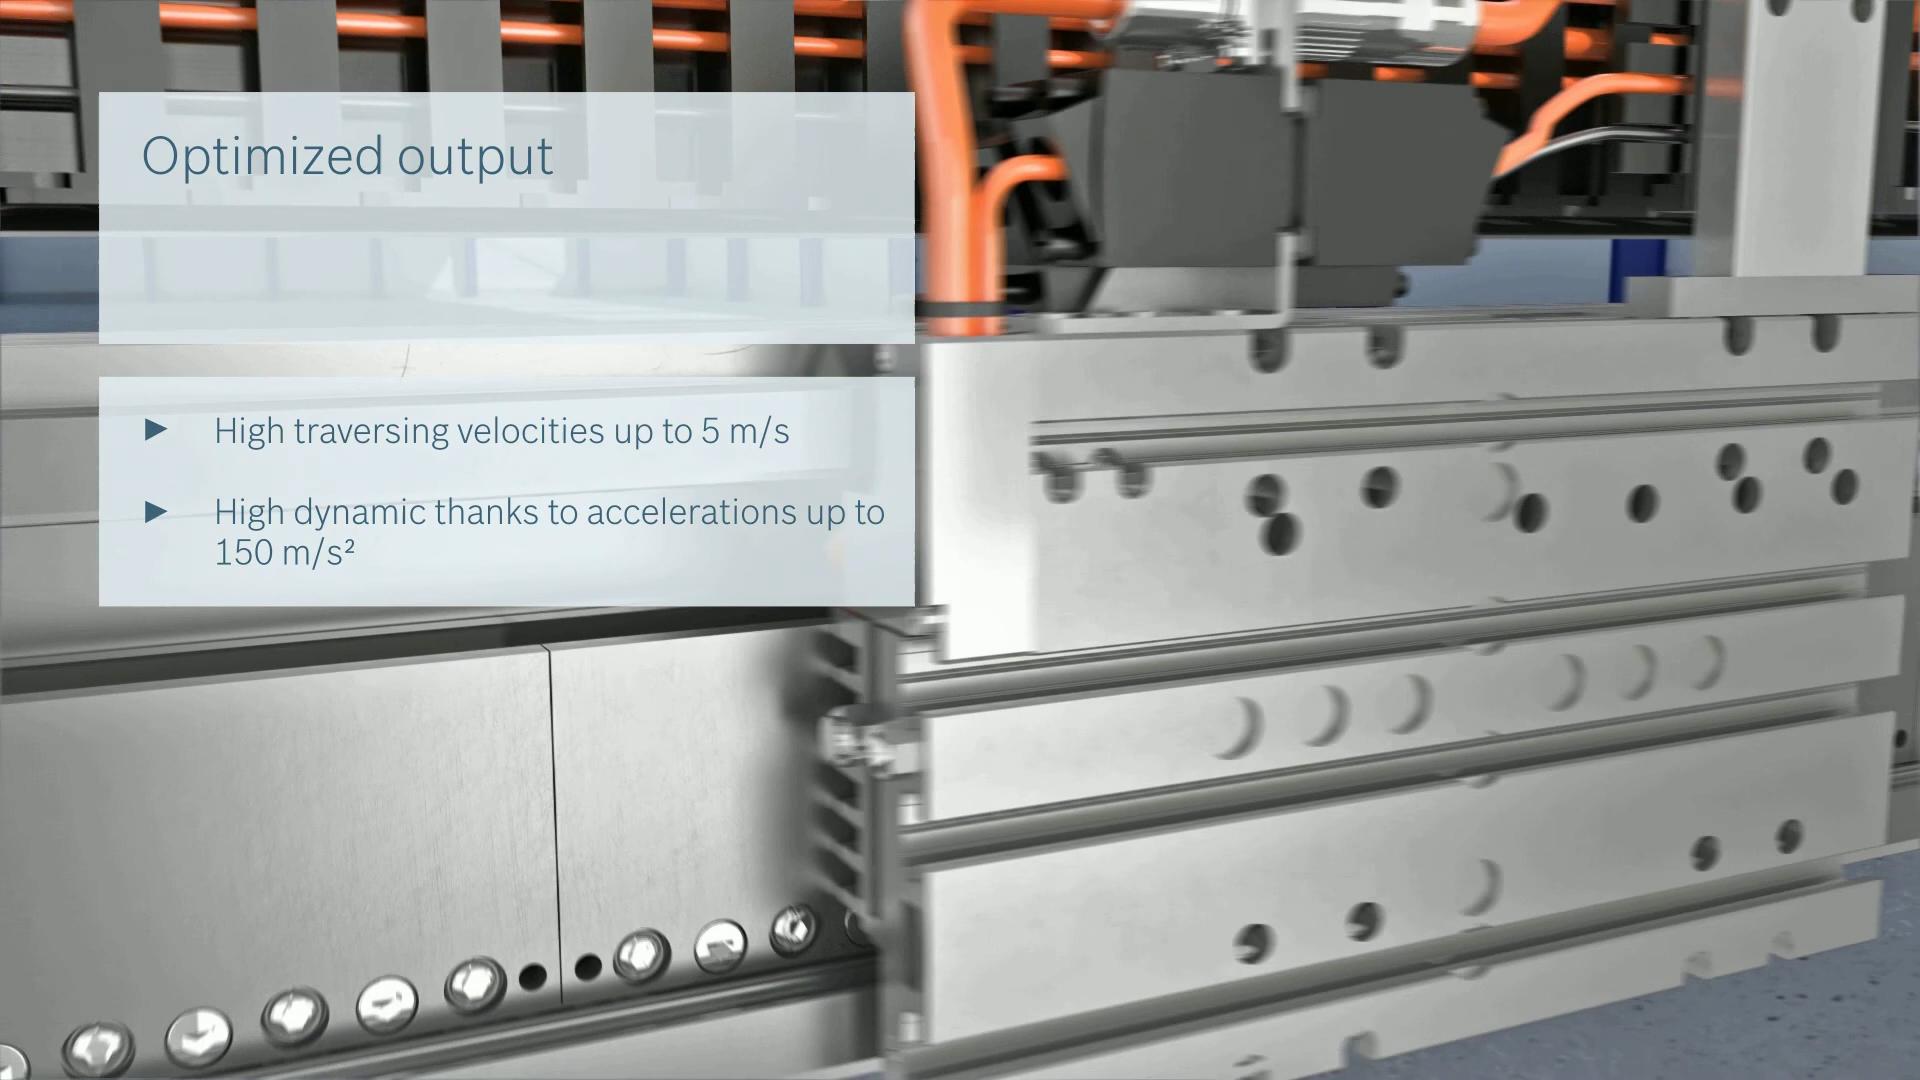 Optimized output
► High traversing velocities up to 5 m/s
► High dynamic thanks to accelerations up to
150 m/s²